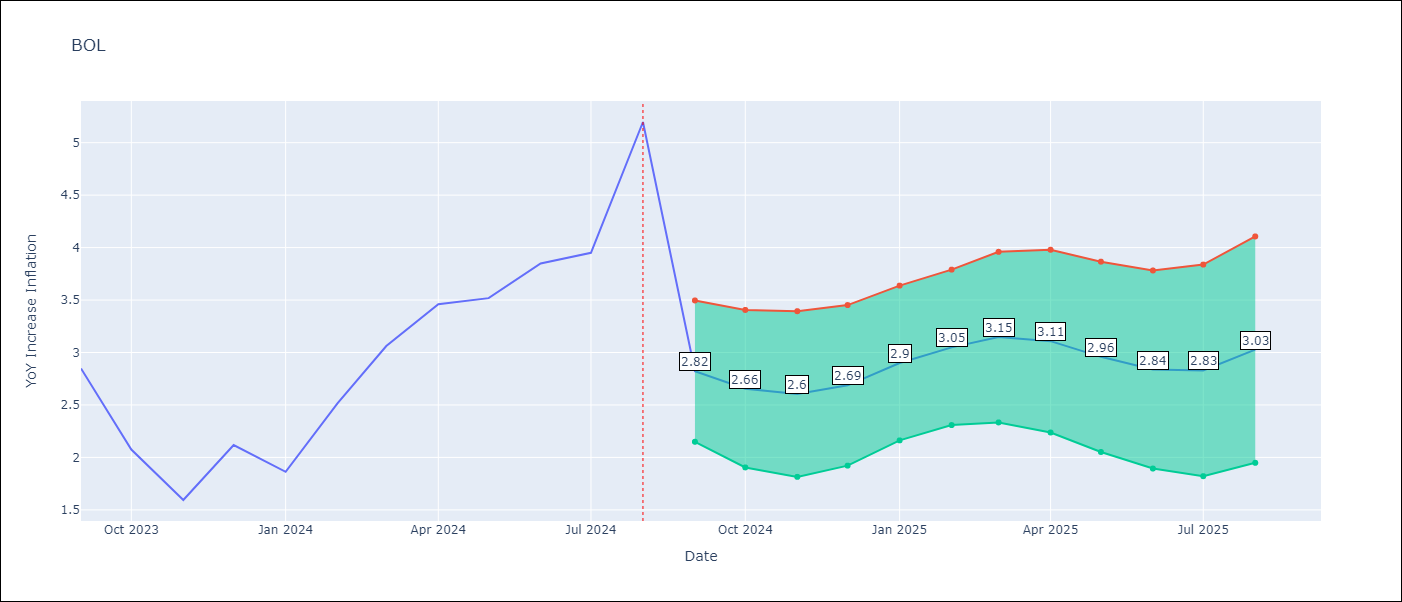 BOL
YoY Increase Inflation
5
4.5
4
3.5
3
2.5
2
1.5
2.82
2.66
2.6
2.69
2.9
3.05
3.15
3.11
2.96
2.84
2.83
3.03
Oct 2023
Jan 2024
Apr 2024
Jul 2024
Oct 2024
Jan 2025
Apr 2025
Jul 2025
Date